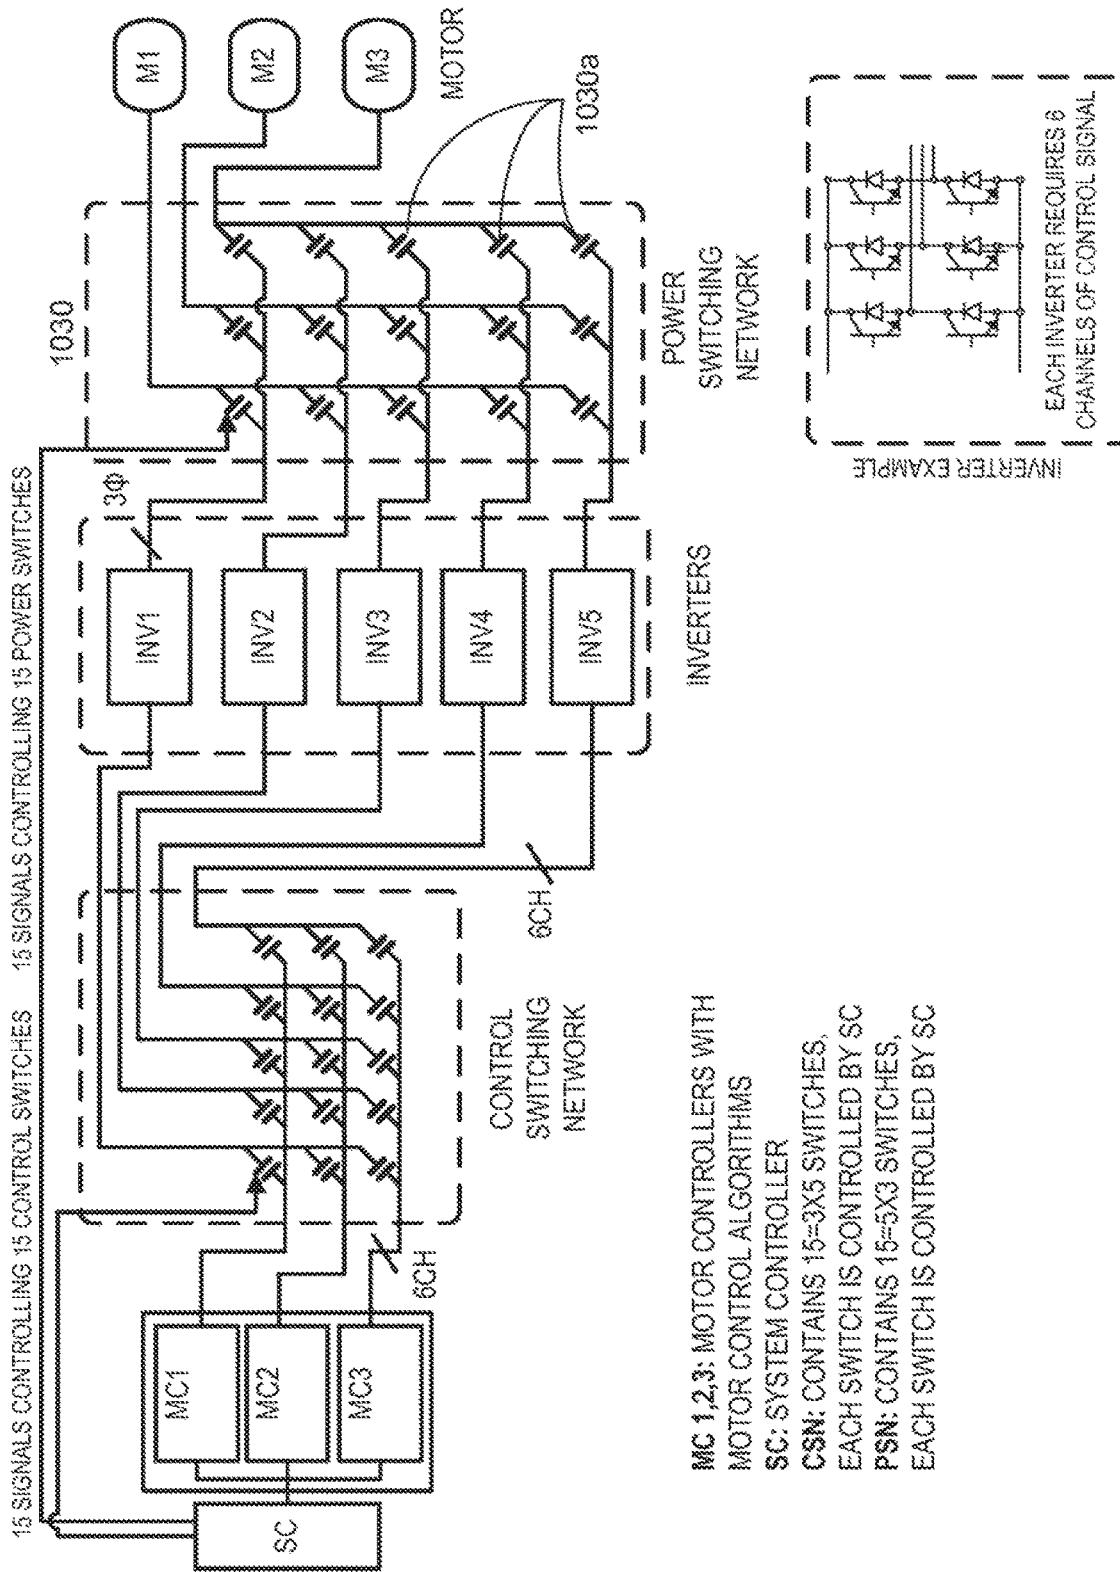 15 SIGNALS CONTROLLING 15 CONTROL SWITCHES
15 SIGNALS CONTROLLING 15 POWER SWITCHES
SC
MC1
MC2
MC3
6CH
CONTROL
SWITCHING
NETWORK
6CH
INV1
INV2
INV3
INV4
INV5
INVERTERS
3Φ
1030
POWER
SWITCHING
NETWORK
M1
M2
M3
MOTOR
1030a
MC 1,2,3: MOTOR CONTROLLERS WITH
MOTOR CONTROL ALGORITHMS
SC: SYSTEM CONTROLLER
CSN: CONTAINS 15=3X5 SWITCHES,
EACH SWITCH IS CONTROLLED BY SC
PSN: CONTAINS 15=5X3 SWITCHES,
EACH SWITCH IS CONTROLLED BY SC
INVERTER EXAMPLE
EACH INVERTER REQUIRES 6
CHANNELS OF CONTROL SIGNAL